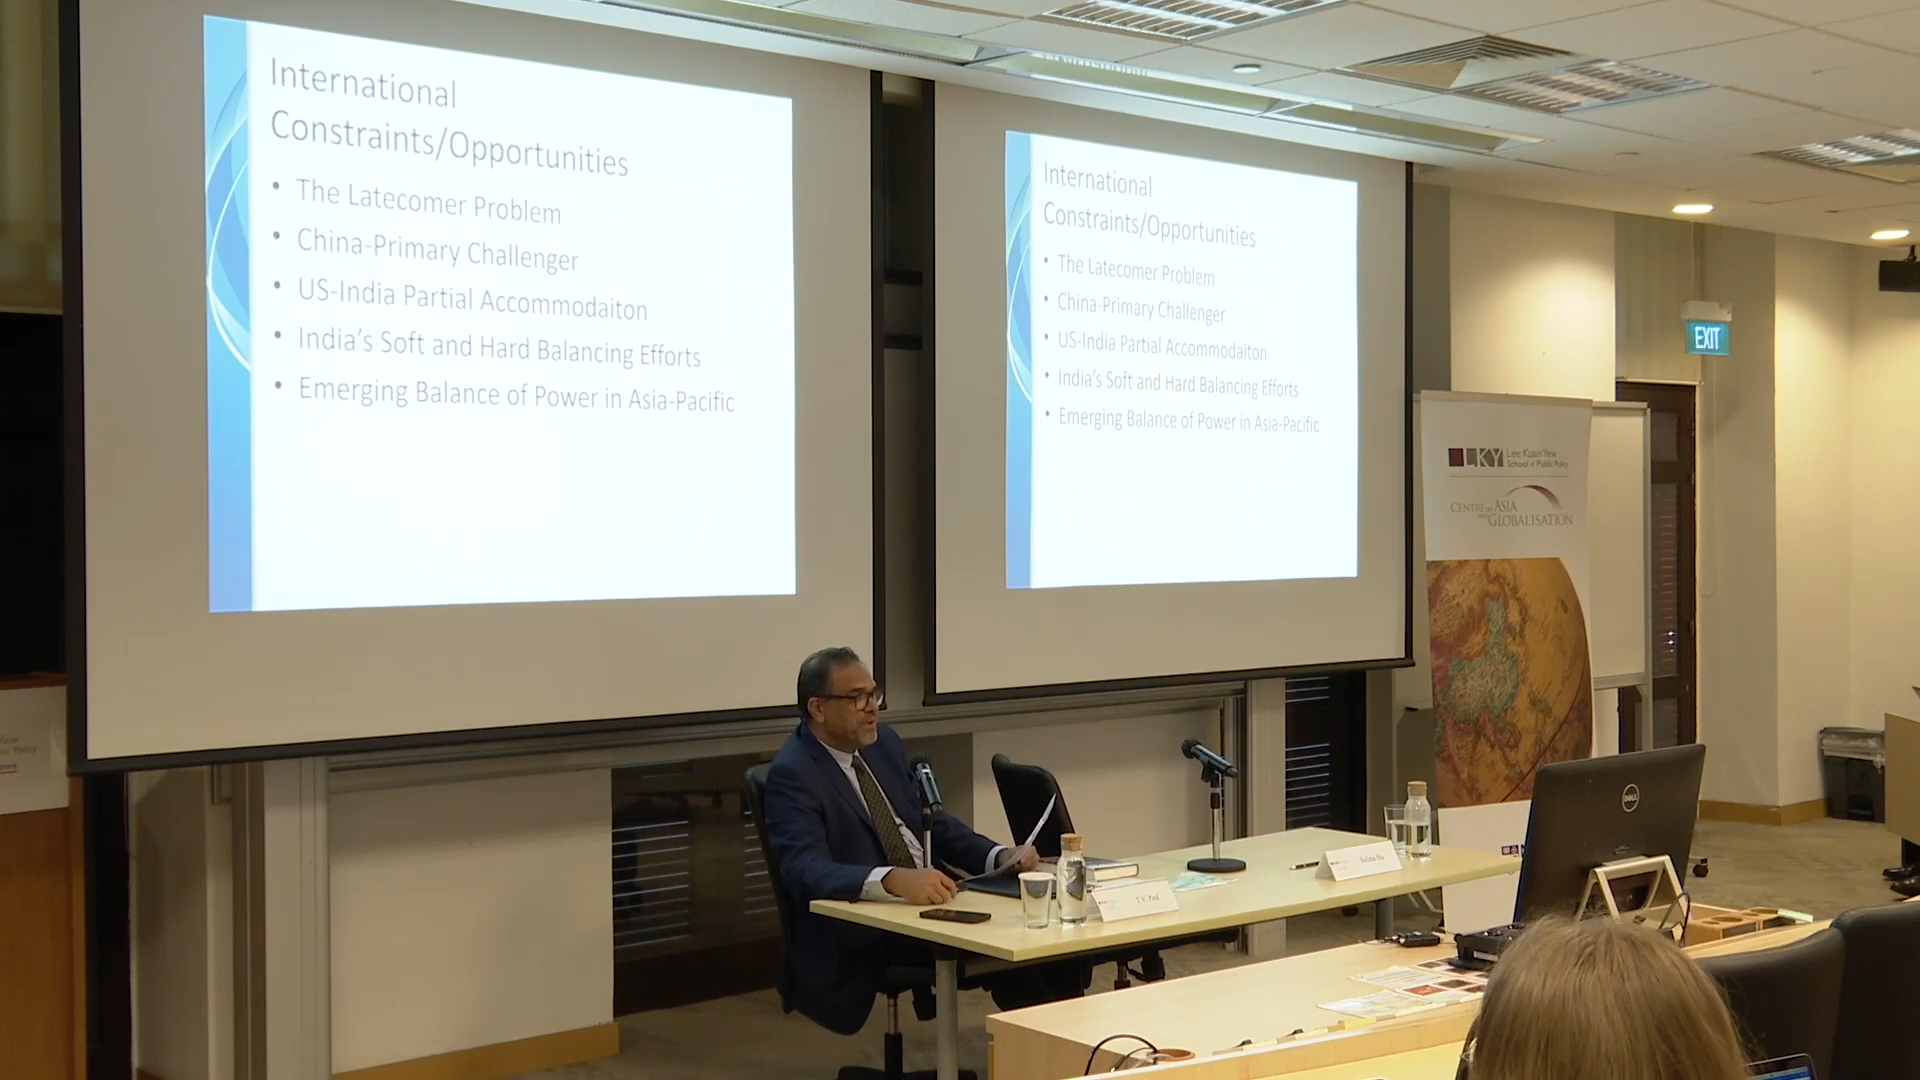 International
Constraints/Opportunities
• The Latecomer Problem
• China-Primary Challenger
• US-India Partial Accommodaiton
• India's Soft and Hard Balancing Efforts
• Emerging Balance of Power in Asia-Pacific
International
Constraints/Opportunities
• The Latecomer Problem
• China-Primary Challenger
• US-India Partial Accommodaiton
• India's Soft and Hard Balancing Efforts
• Emerging Balance of Power in Asia-Pacific
EXIT
LKY Lee Kuan Yew
School of Public Policy
CENTRE ON ASIA
AND GLOBALISATION
DELL
T.V. Paul
Selina Ho